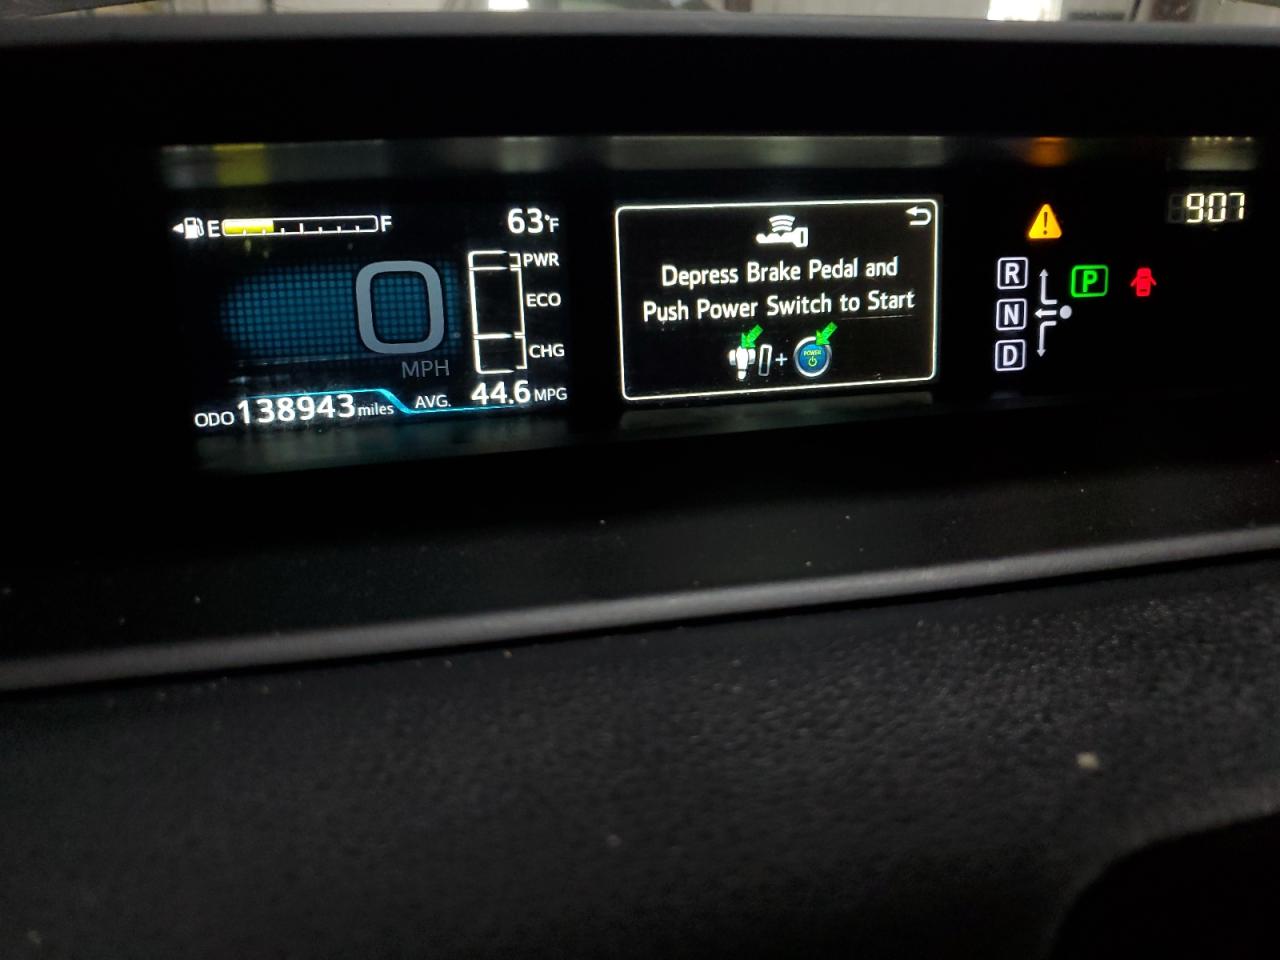 E F 63°F
PWR
ECO
CHG
0
MPH
ODO 138943 miles
AVG. 44.6 MPG
Depress Brake Pedal and
Push Power Switch to Start
+ POWER
R
N
D
P
9:07